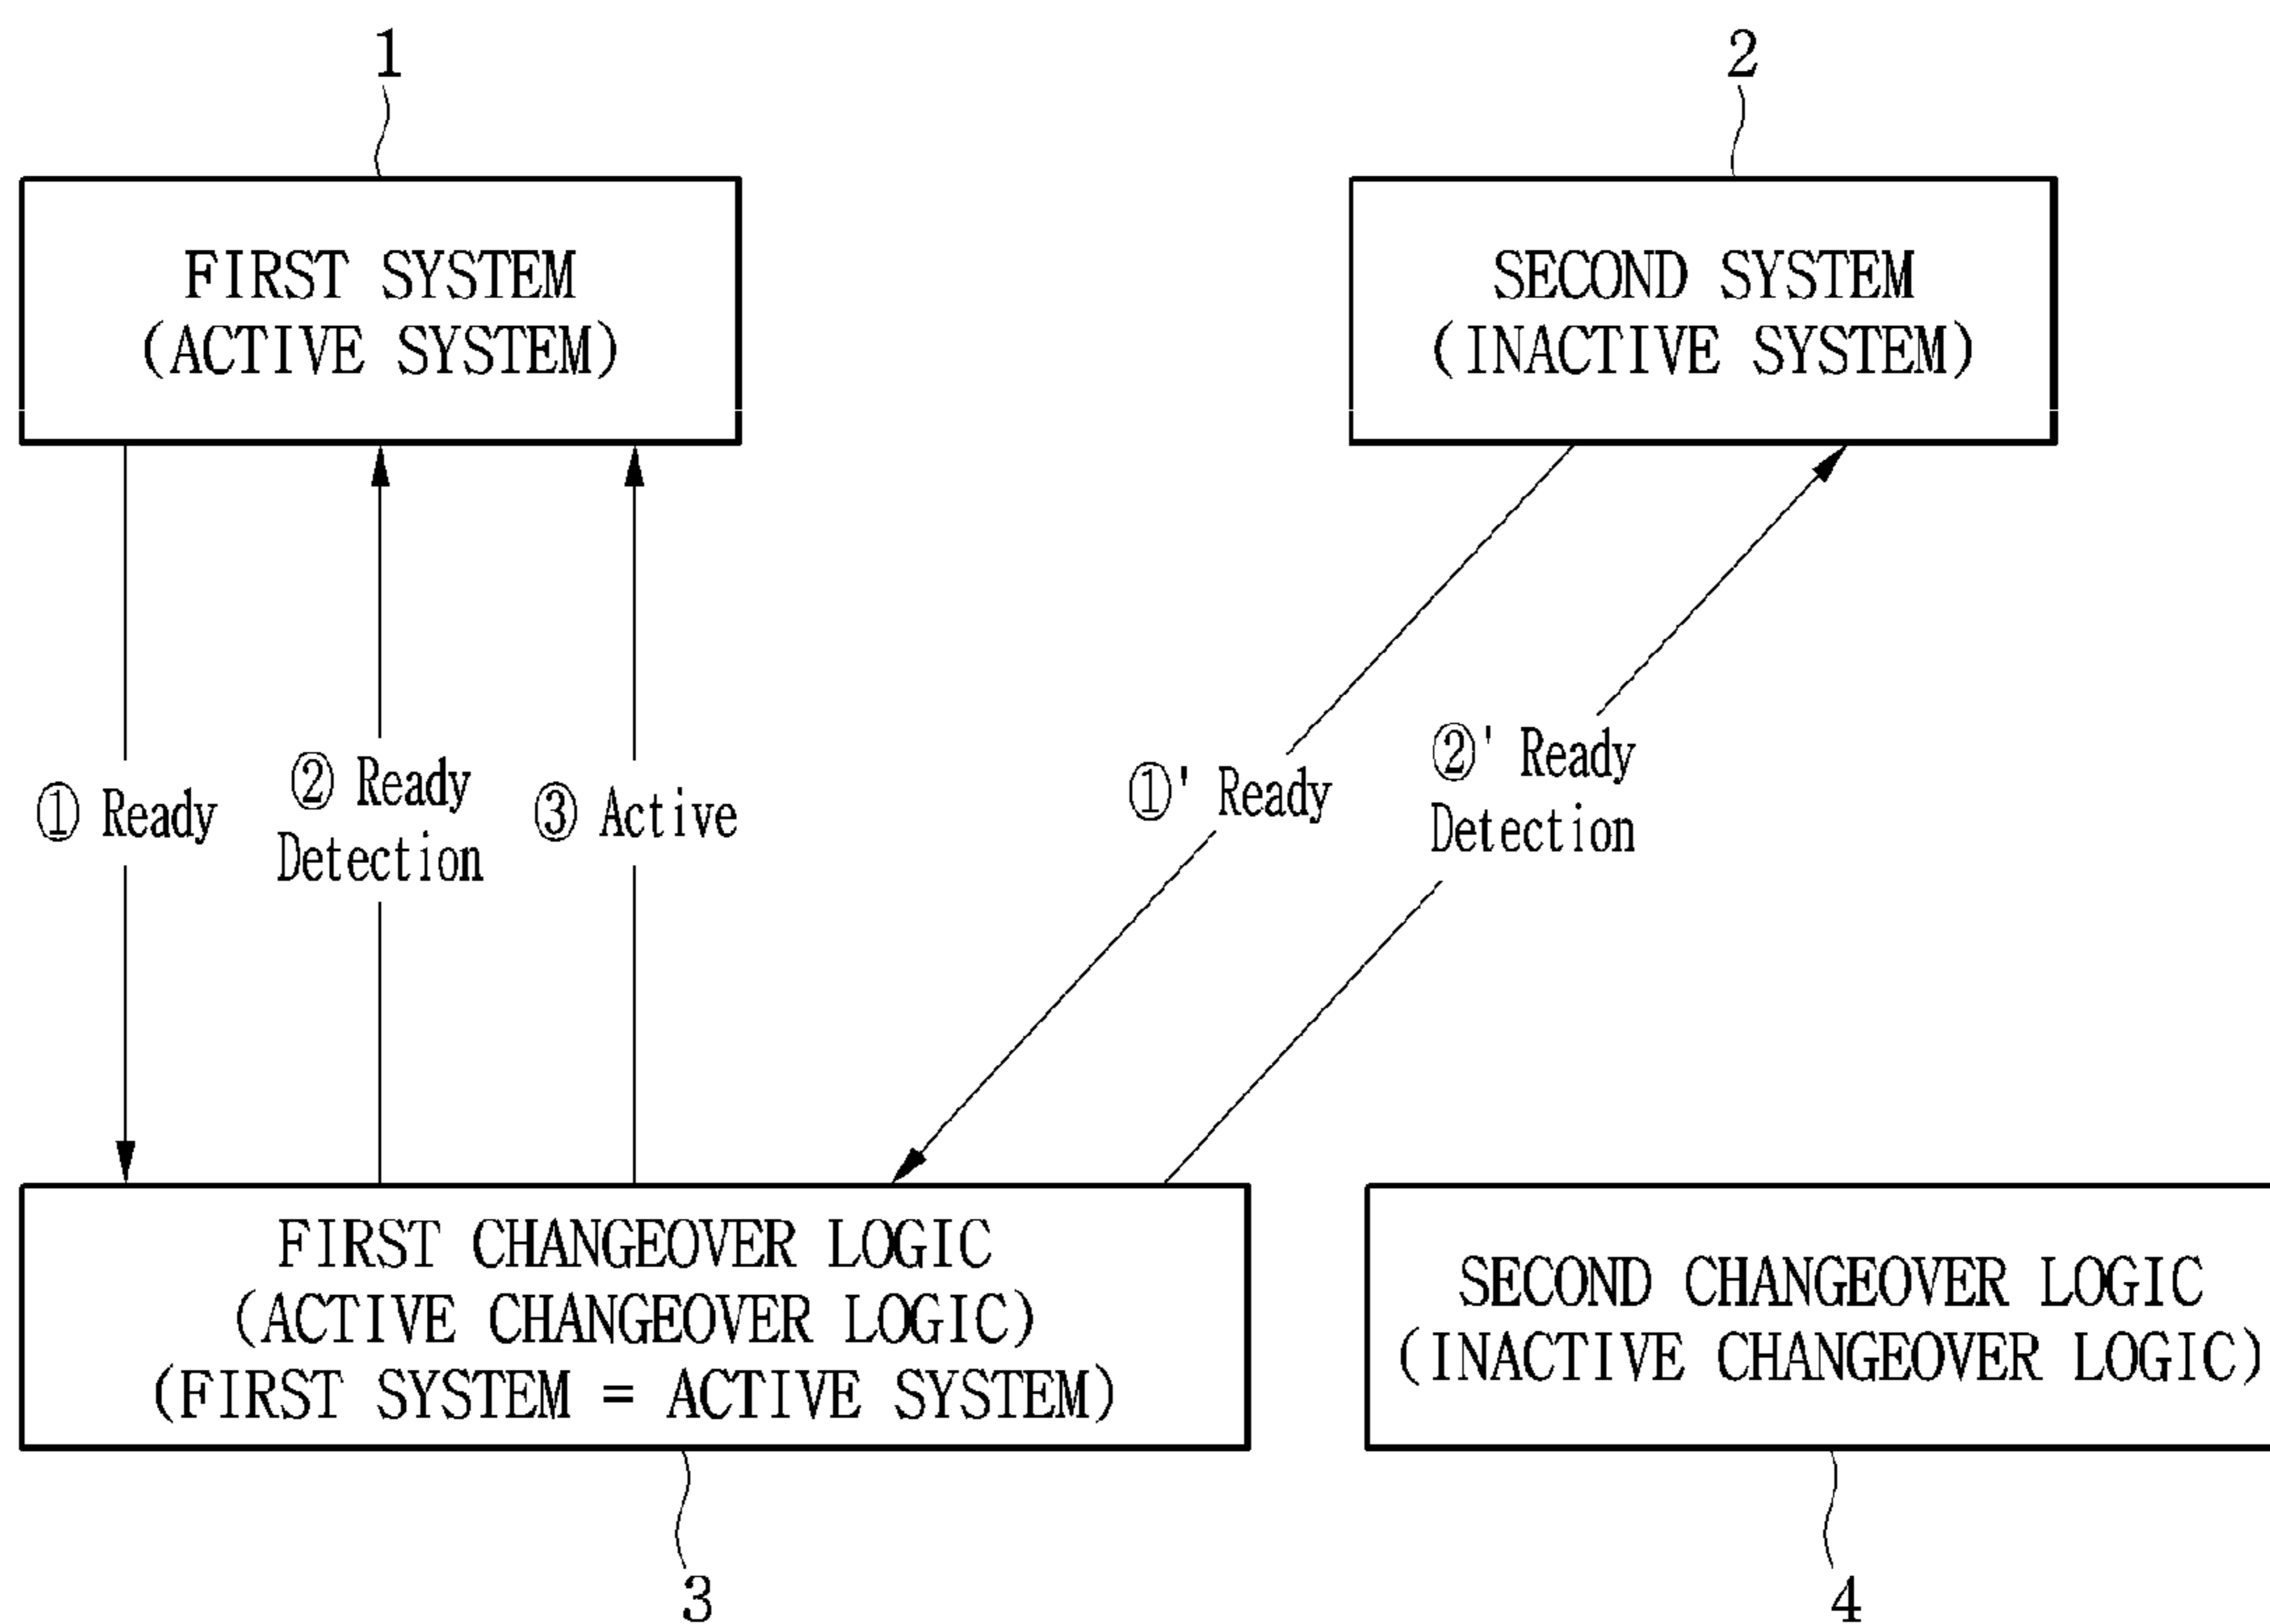 1
2
FIRST SYSTEM
(ACTIVE SYSTEM)
SECOND SYSTEM
(INACTIVE SYSTEM)
① Ready
② Ready
Detection
③ Active
①' Ready
②' Ready
Detection
FIRST CHANGEOVER LOGIC
(ACTIVE CHANGEOVER LOGIC)
(FIRST SYSTEM = ACTIVE SYSTEM)
SECOND CHANGEOVER LOGIC
(INACTIVE CHANGEOVER LOGIC)
3
4